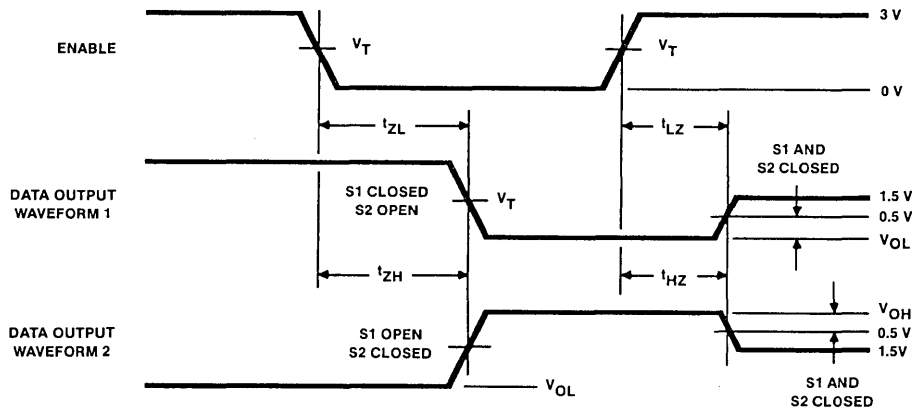 3 V
ENABLE
V_T
V_T
0 V
t_ZL
t_LZ
S1 AND
S2 CLOSED
DATA OUTPUT
WAVEFORM 1
S1 CLOSED
S2 OPEN
V_T
1.5 V
0.5 V
V_OL
t_ZH
t_HZ
V_OH
DATA OUTPUT
WAVEFORM 2
S1 OPEN
S2 CLOSED
0.5 V
1.5V
V_OL
S1 AND
S2 CLOSED